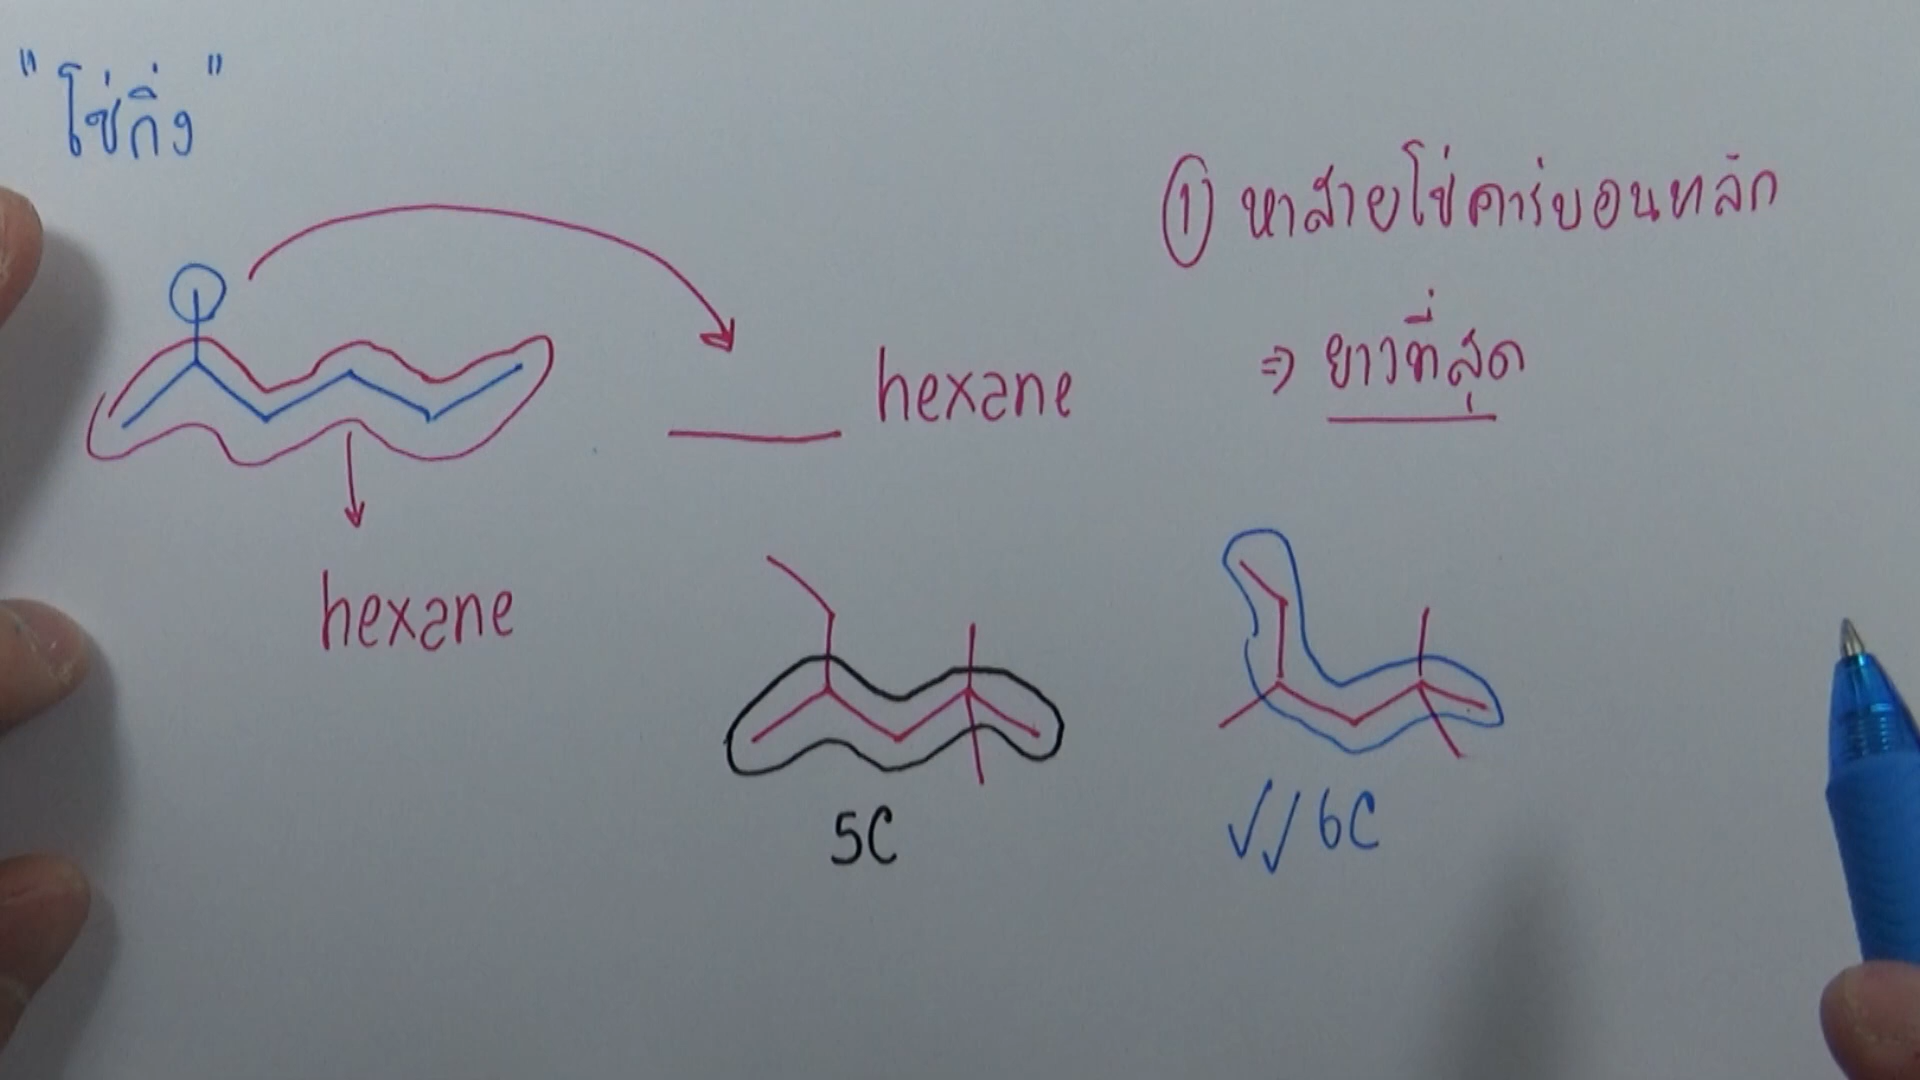 "โซ่กิ่ง"
① หาสายโซ่คาร์บอนหลัก
⇒ ยาวที่สุด
hexane
hexane
5C
✓✓ 6C